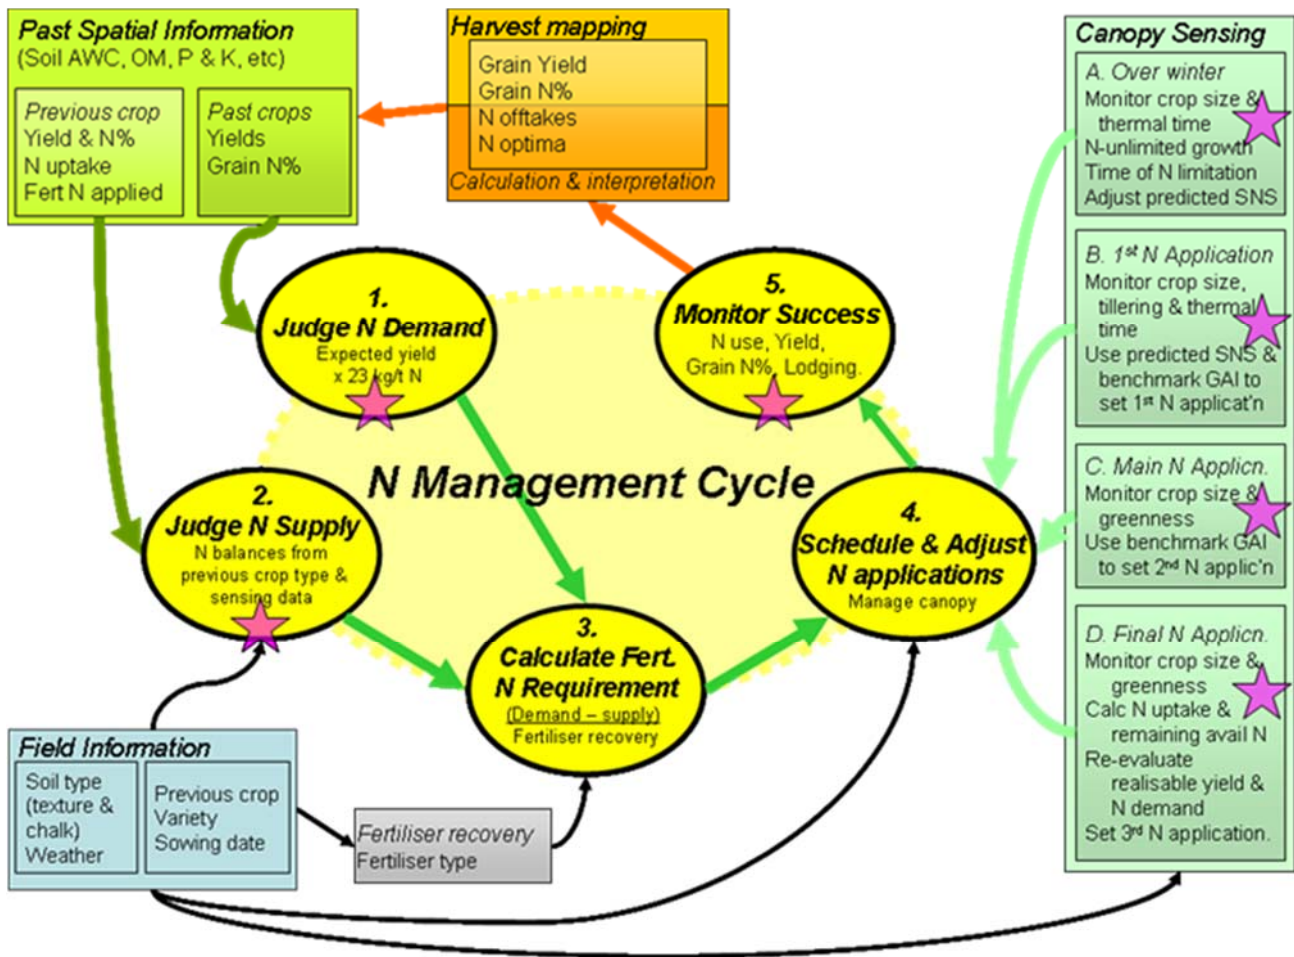 Past Spatial Information
(Soil AWC, OM, P & K, etc)
Previous crop
Yield & N%
N uptake
Fert N applied
Past crops
Yields
Grain N%
Harvest mapping
Grain Yield
Grain N%
N offtakes
N optima
Calculation & interpretation
Canopy Sensing
A. Over winter
Monitor crop size &
thermal time
N-unlimited growth
Time of N limitation
Adjust predicted SNS
B. 1st N Application
Monitor crop size,
tillering & thermal
time
Use predicted SNS &
benchmark GAI to
set 1st N applicat'n
C. Main N Applicn.
Monitor crop size &
greenness
Use benchmark GAI
to set 2nd N applic'n
D. Final N Applicn.
Monitor crop size &
greenness
Calc N uptake &
remaining avail N
Re-evaluate
realisable yield &
N demand
Set 3rd N application.
1.
Judge N Demand
Expected yield
x 23 kg/t N
5.
Monitor Success
N use, Yield,
Grain N%, Lodging.
N Management Cycle
2.
Judge N Supply
N balances from
previous crop type &
sensing data
4.
Schedule & Adjust
N applications
Manage canopy
3.
Calculate Fert.
N Requirement
(Demand – supply)
Fertiliser recovery
Field Information
Soil type
(texture &
chalk)
Weather
Previous crop
Variety
Sowing date
Fertiliser recovery
Fertiliser type